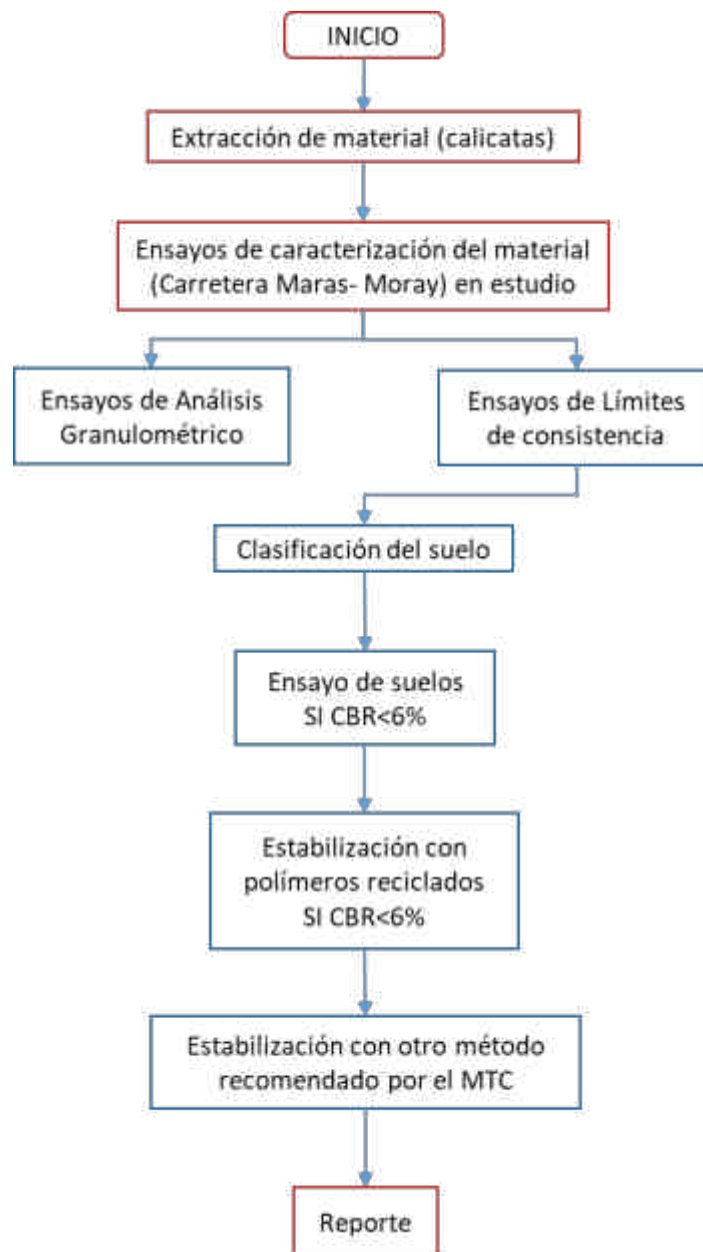 INICIO
Extracción de material (calicatas)
Ensayos de caracterización del material
(Carretera Maras- Moray) en estudio
Ensayos de Análisis
Granulométrico
Ensayos de Límites
de consistencia
Clasificación del suelo
Ensayo de suelos
SI CBR<6%
Estabilización con
polímeros reciclados
SI CBR<6%
Estabilización con otro método
recomendado por el MTC
Reporte